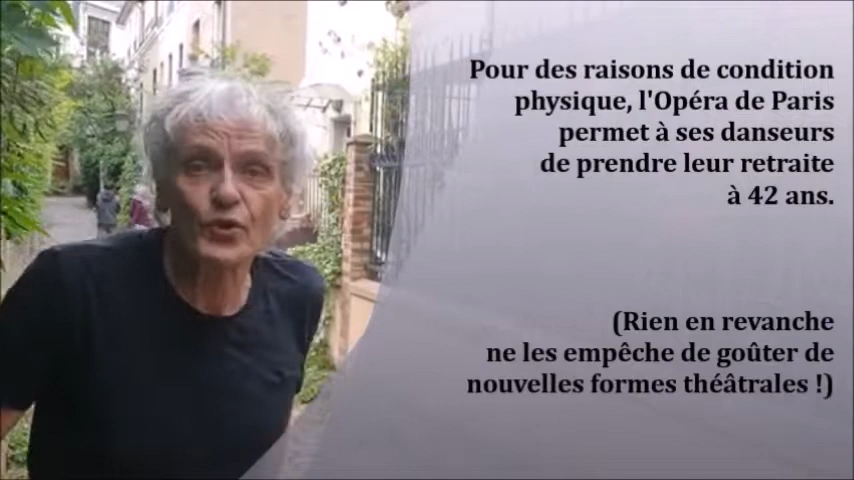 Pour des raisons de condition
physique, l'Opéra de Paris
permet à ses danseurs
de prendre leur retraite
à 42 ans.
(Rien en revanche
ne les empêche de goûter de
nouvelles formes théâtrales !)